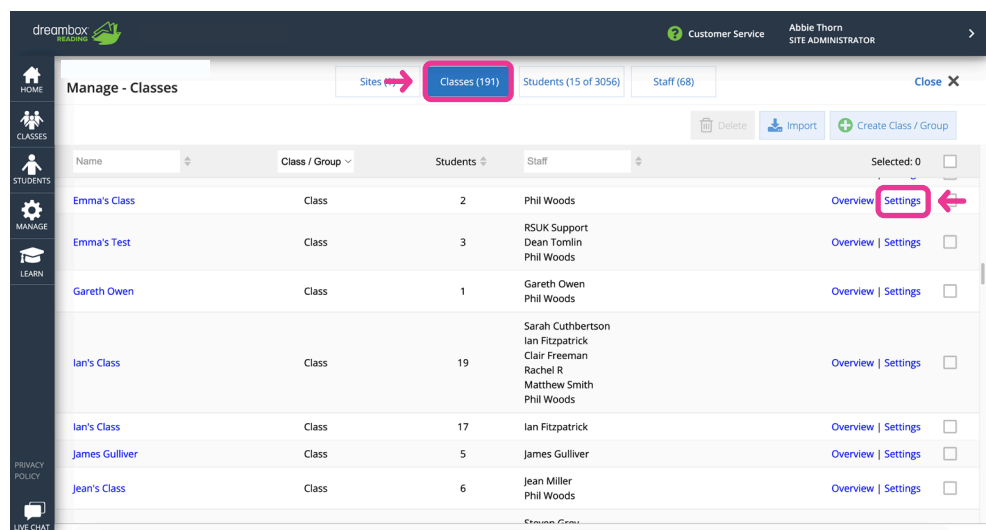 dreambox
READING
Customer Service
Abbie Thorn
SITE ADMINISTRATOR
HOME
CLASSES
STUDENTS
MANAGE
LEARN
PRIVACY
POLICY
LIVE CHAT
Manage - Classes
Sites
Classes (191)
Students (15 of 3056)
Staff (68)
Close
Delete
Import
Create Class / Group
Name
Class / Group
Students
Staff
Selected: 0
Emma's Class Class 2 Phil Woods Overview Settings
Emma's Test Class 3 RSUK Support
Dean Tomlin
Phil Woods
Overview | Settings
Gareth Owen Class 1 Gareth Owen
Phil Woods
Overview | Settings
Ian's Class Class 19 Sarah Cuthbertson
Ian Fitzpatrick
Clair Freeman
Rachel R
Matthew Smith
Phil Woods
Overview | Settings
Ian's Class Class 17 Ian Fitzpatrick Overview | Settings
James Gulliver Class 5 James Gulliver Overview | Settings
Jean's Class Class 6 Jean Miller
Phil Woods
Overview | Settings